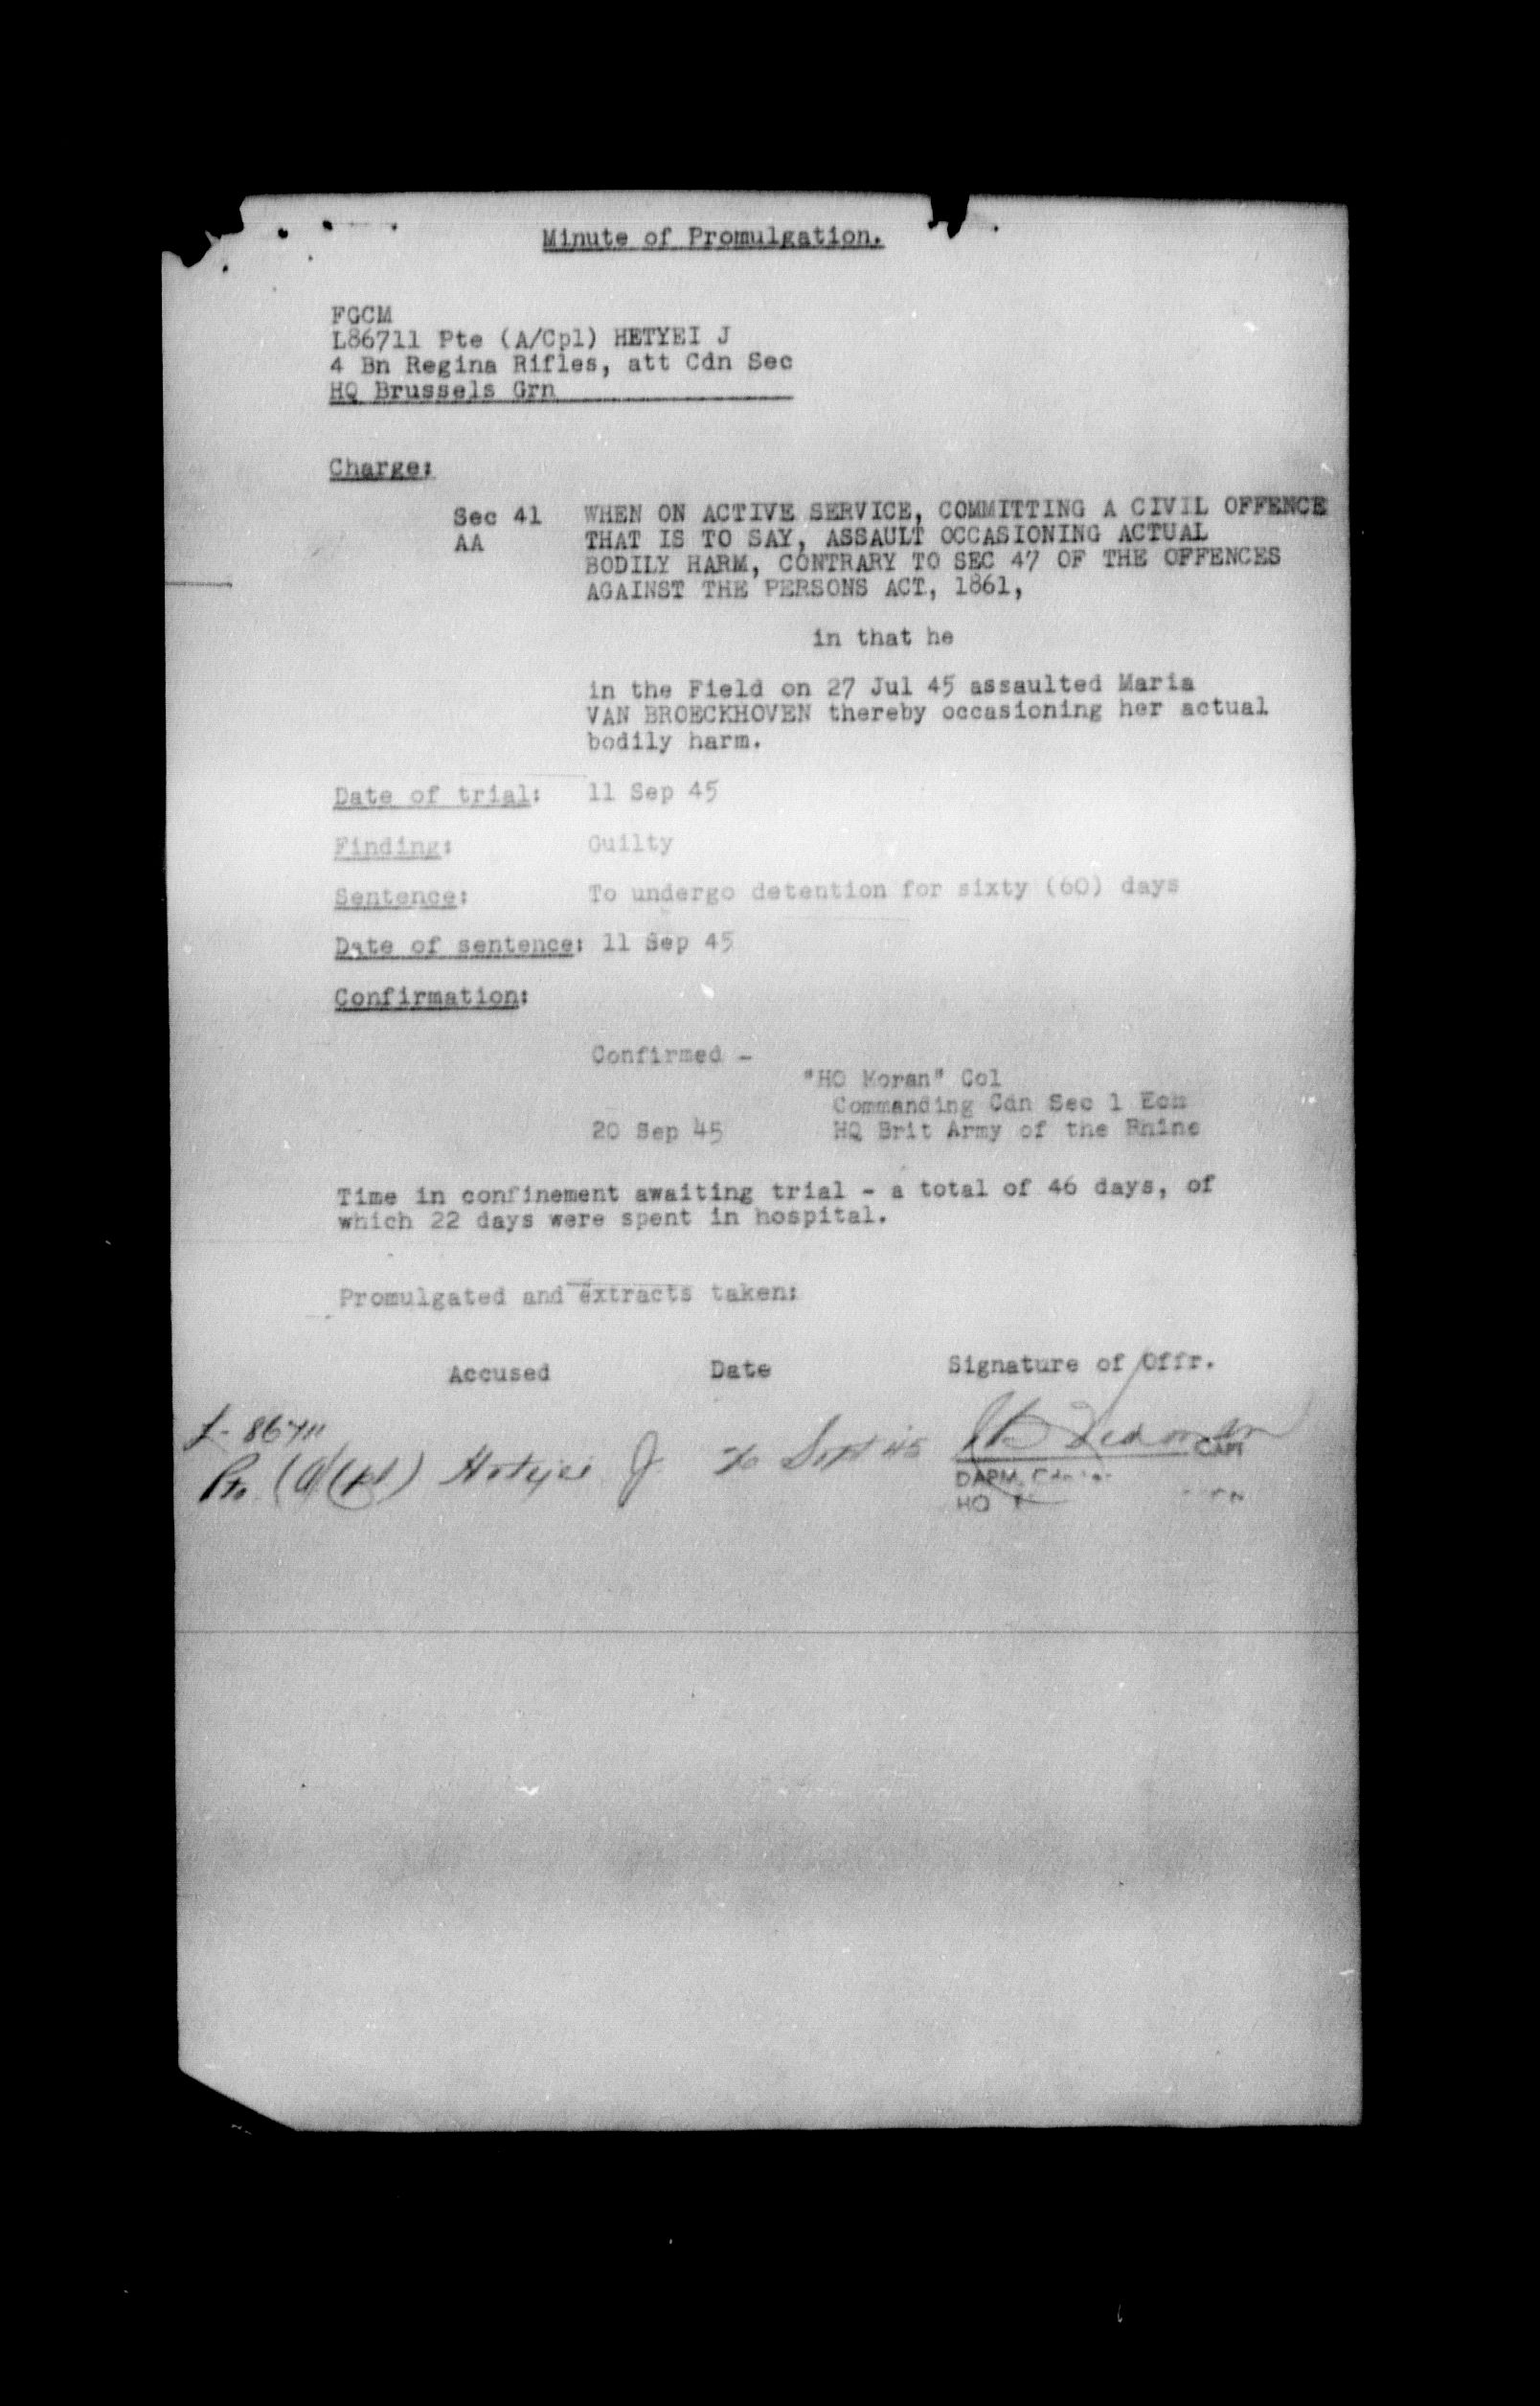 Minute of Promulgation.
FGCM
L86711 Pte (A/Cpl) HETYEI J
4 Bn Regina Rifles, att Cdn Sec
HQ Brussels Grn
Charge:
Sec 41 WHEN ON ACTIVE SERVICE, COMMITTING A CIVIL OFFENCE
AA THAT IS TO SAY, ASSAULT OCCASIONING ACTUAL
BODILY HARM, CONTRARY TO SEC 47 OF THE OFFENCES
AGAINST THE PERSONS ACT, 1861,
in that he
in the Field on 27 Jul 45 assaulted Maria
VAN BROECKHOVEN thereby occasioning her actual
bodily harm.
Date of trial: 11 Sep 45
Finding: Guilty
Sentence: To undergo detention for sixty (60) days
Date of sentence: 11 Sep 45
Confirmation:
Confirmed -
"HO Moran" Col
Commanding Cdn Sec 1 Ech
20 Sep 45 HQ Brit Army of the Rhine
Time in confinement awaiting trial - a total of 46 days, of
which 22 days were spent in hospital.
Promulgated and extracts taken:
Accused Date Signature of Offr.
L-86711
Pte (A/Cpl) Hetyei J. Sept 45
CAPT
DAPM
HQ